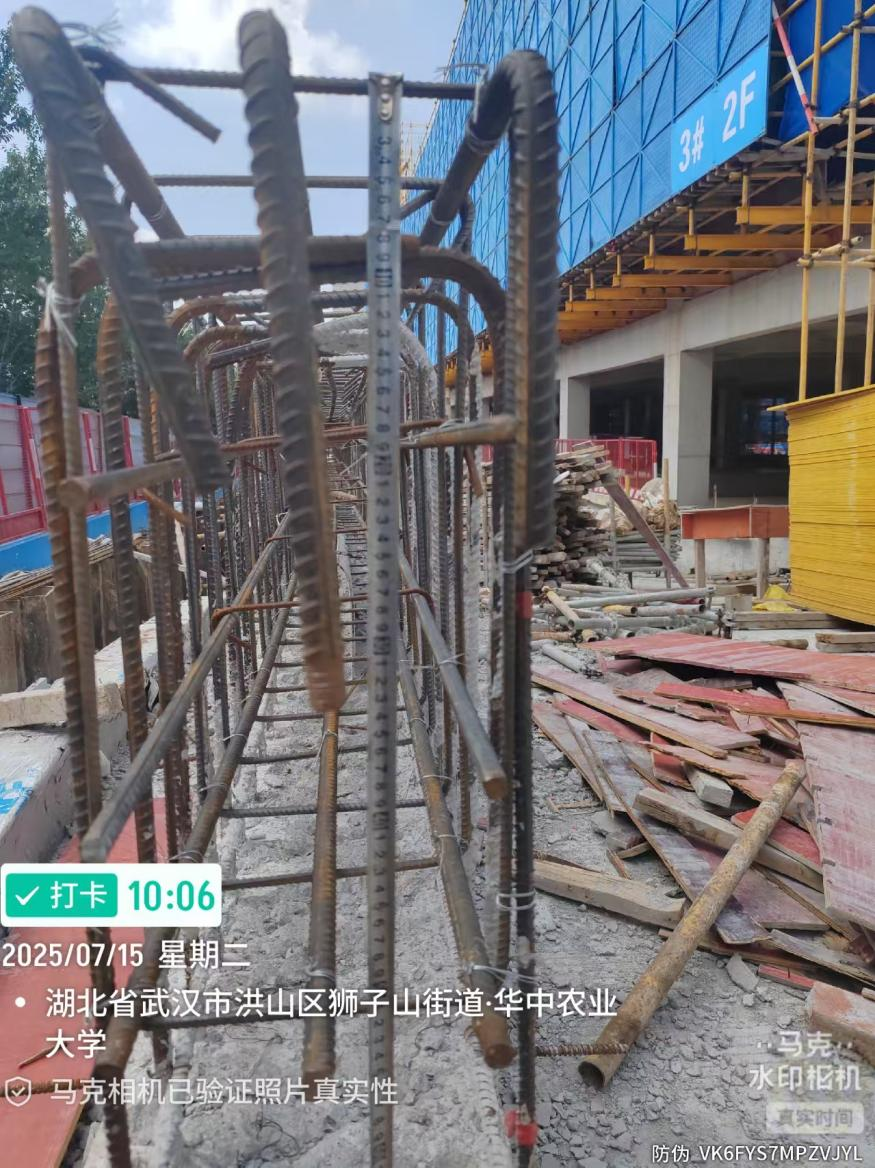 3# 2F
打卡 10:06
2025/07/15 星期二
湖北省武汉市洪山区狮子山街道·华中农业
大学
马克相机已验证照片真实性
马克
水印相机
真实时间
防伪 VK6FYS7MPZVJYL